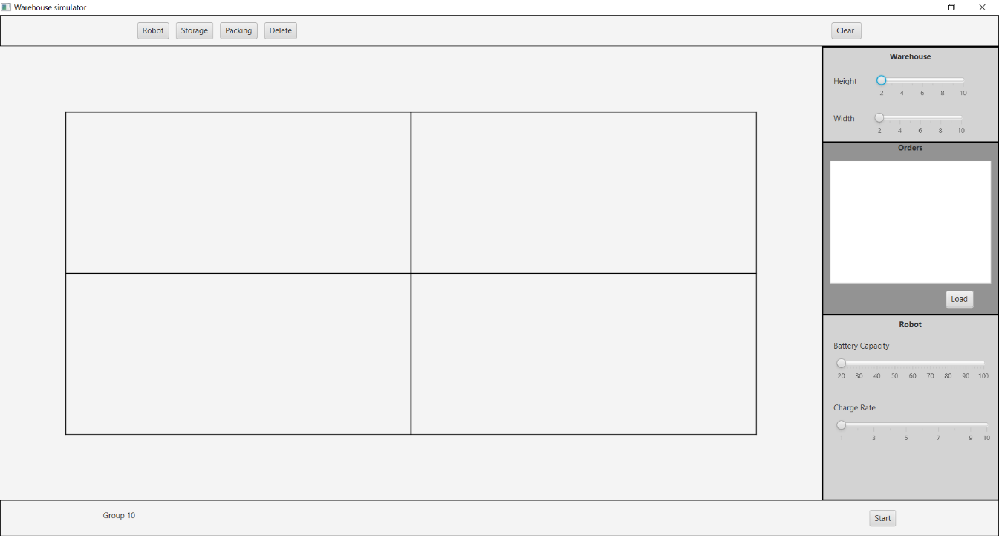 Warehouse simulator
Robot Storage Packing Delete Clear
Warehouse
Height
2 4 6 8 10
Width
2 4 6 8 10
Orders
Load
Robot
Battery Capacity
20 30 40 50 60 70 80 90 100
Charge Rate
1 3 5 7 9 10
Group 10
Start